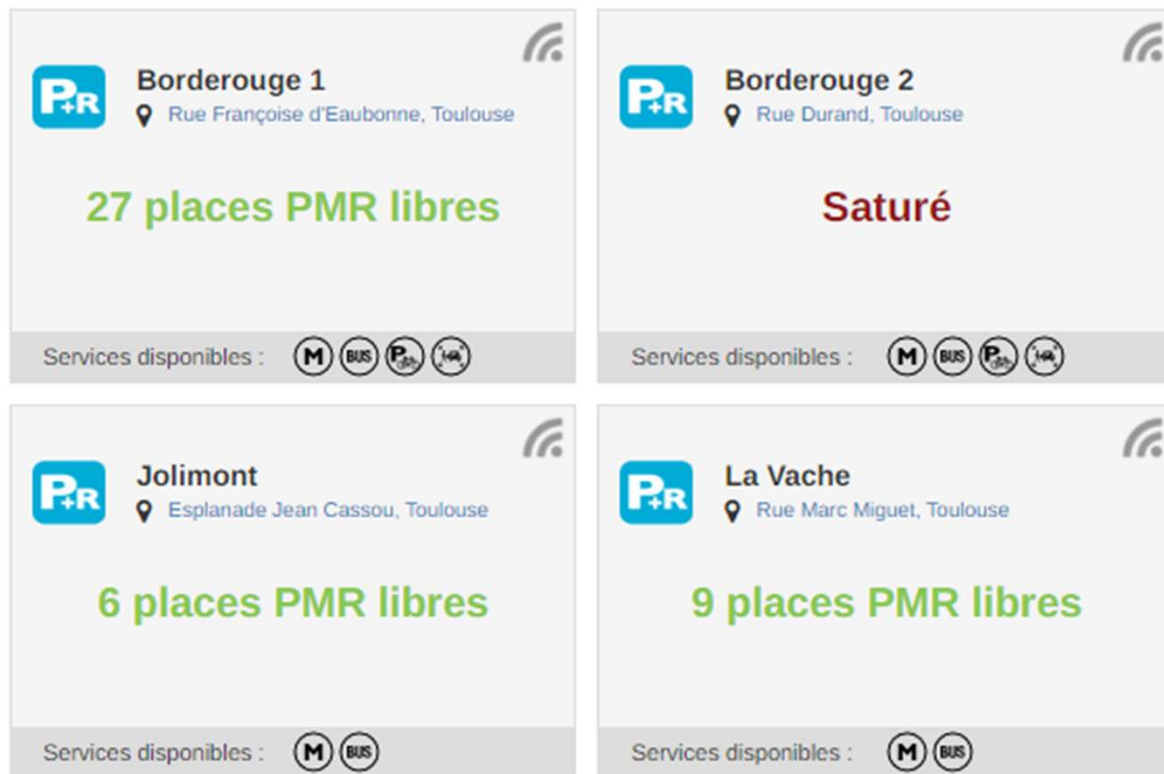 P+R
Borderouge 1
Rue Françoise d'Eaubonne, Toulouse
27 places PMR libres
Services disponibles : M BUS P
P+R
Borderouge 2
Rue Durand, Toulouse
Saturé
Services disponibles : M BUS P
P+R
Jolimont
Esplanade Jean Cassou, Toulouse
6 places PMR libres
Services disponibles : M BUS
P+R
La Vache
Rue Marc Miguet, Toulouse
9 places PMR libres
Services disponibles : M BUS